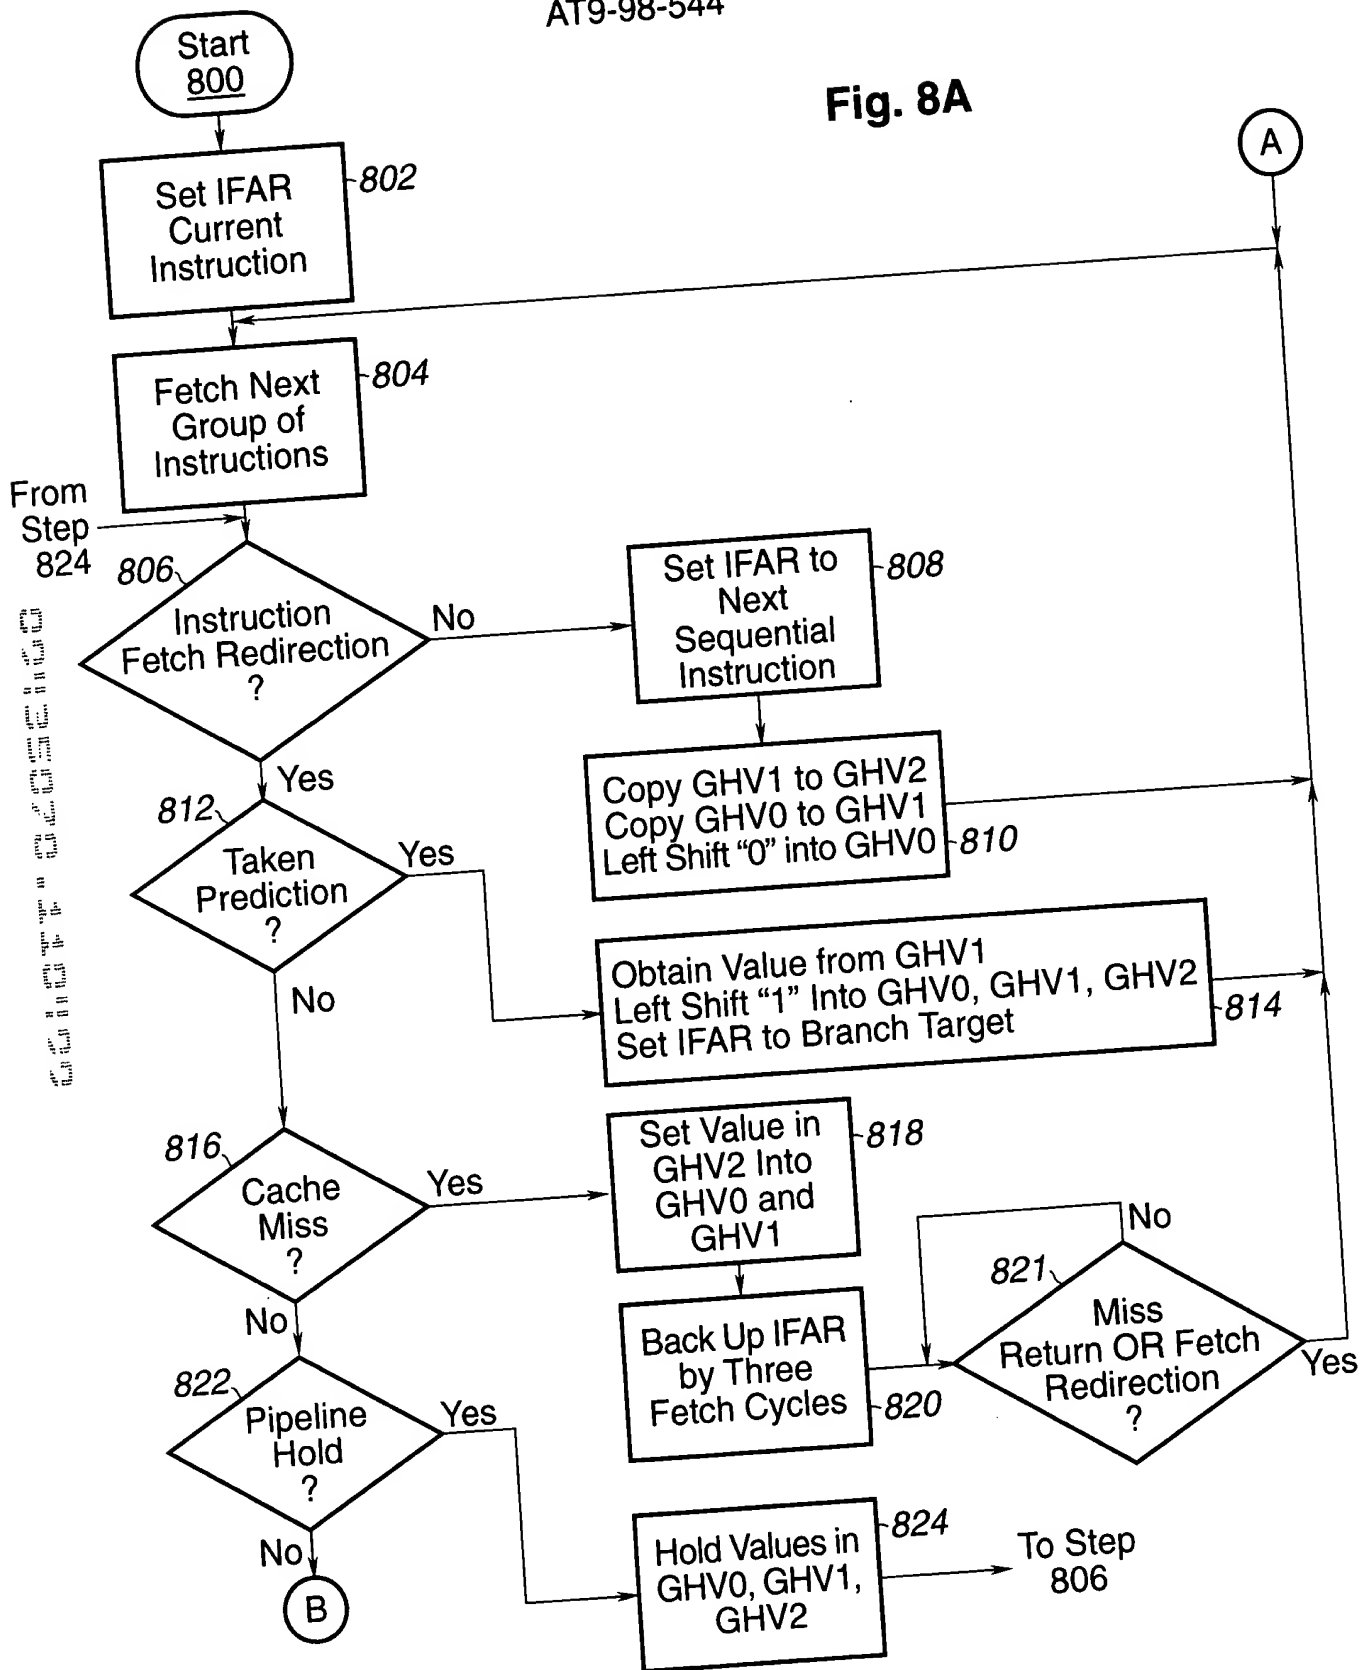 AT9-98-544
Fig. 8A
Start
800
A
Set IFAR
Current
Instruction
802
Fetch Next
Group of
Instructions
804
From
Step
824
806
Instruction
Fetch Redirection
?
No
Yes
Set IFAR to
Next
Sequential
Instruction
808
Copy GHV1 to GHV2
Copy GHV0 to GHV1
Left Shift “0” into GHV0
810
812
Taken
Prediction
?
Yes
No
Obtain Value from GHV1
Left Shift “1” Into GHV0, GHV1, GHV2
Set IFAR to Branch Target
814
816
Cache
Miss
?
Yes
No
Set Value in
GHV2 Into
GHV0 and
GHV1
818
Back Up IFAR
by Three
Fetch Cycles
820
821
Miss
Return OR Fetch
Redirection
?
No
Yes
822
Pipeline
Hold
?
Yes
No
B
Hold Values in
GHV0, GHV1,
GHV2
824
To Step
806